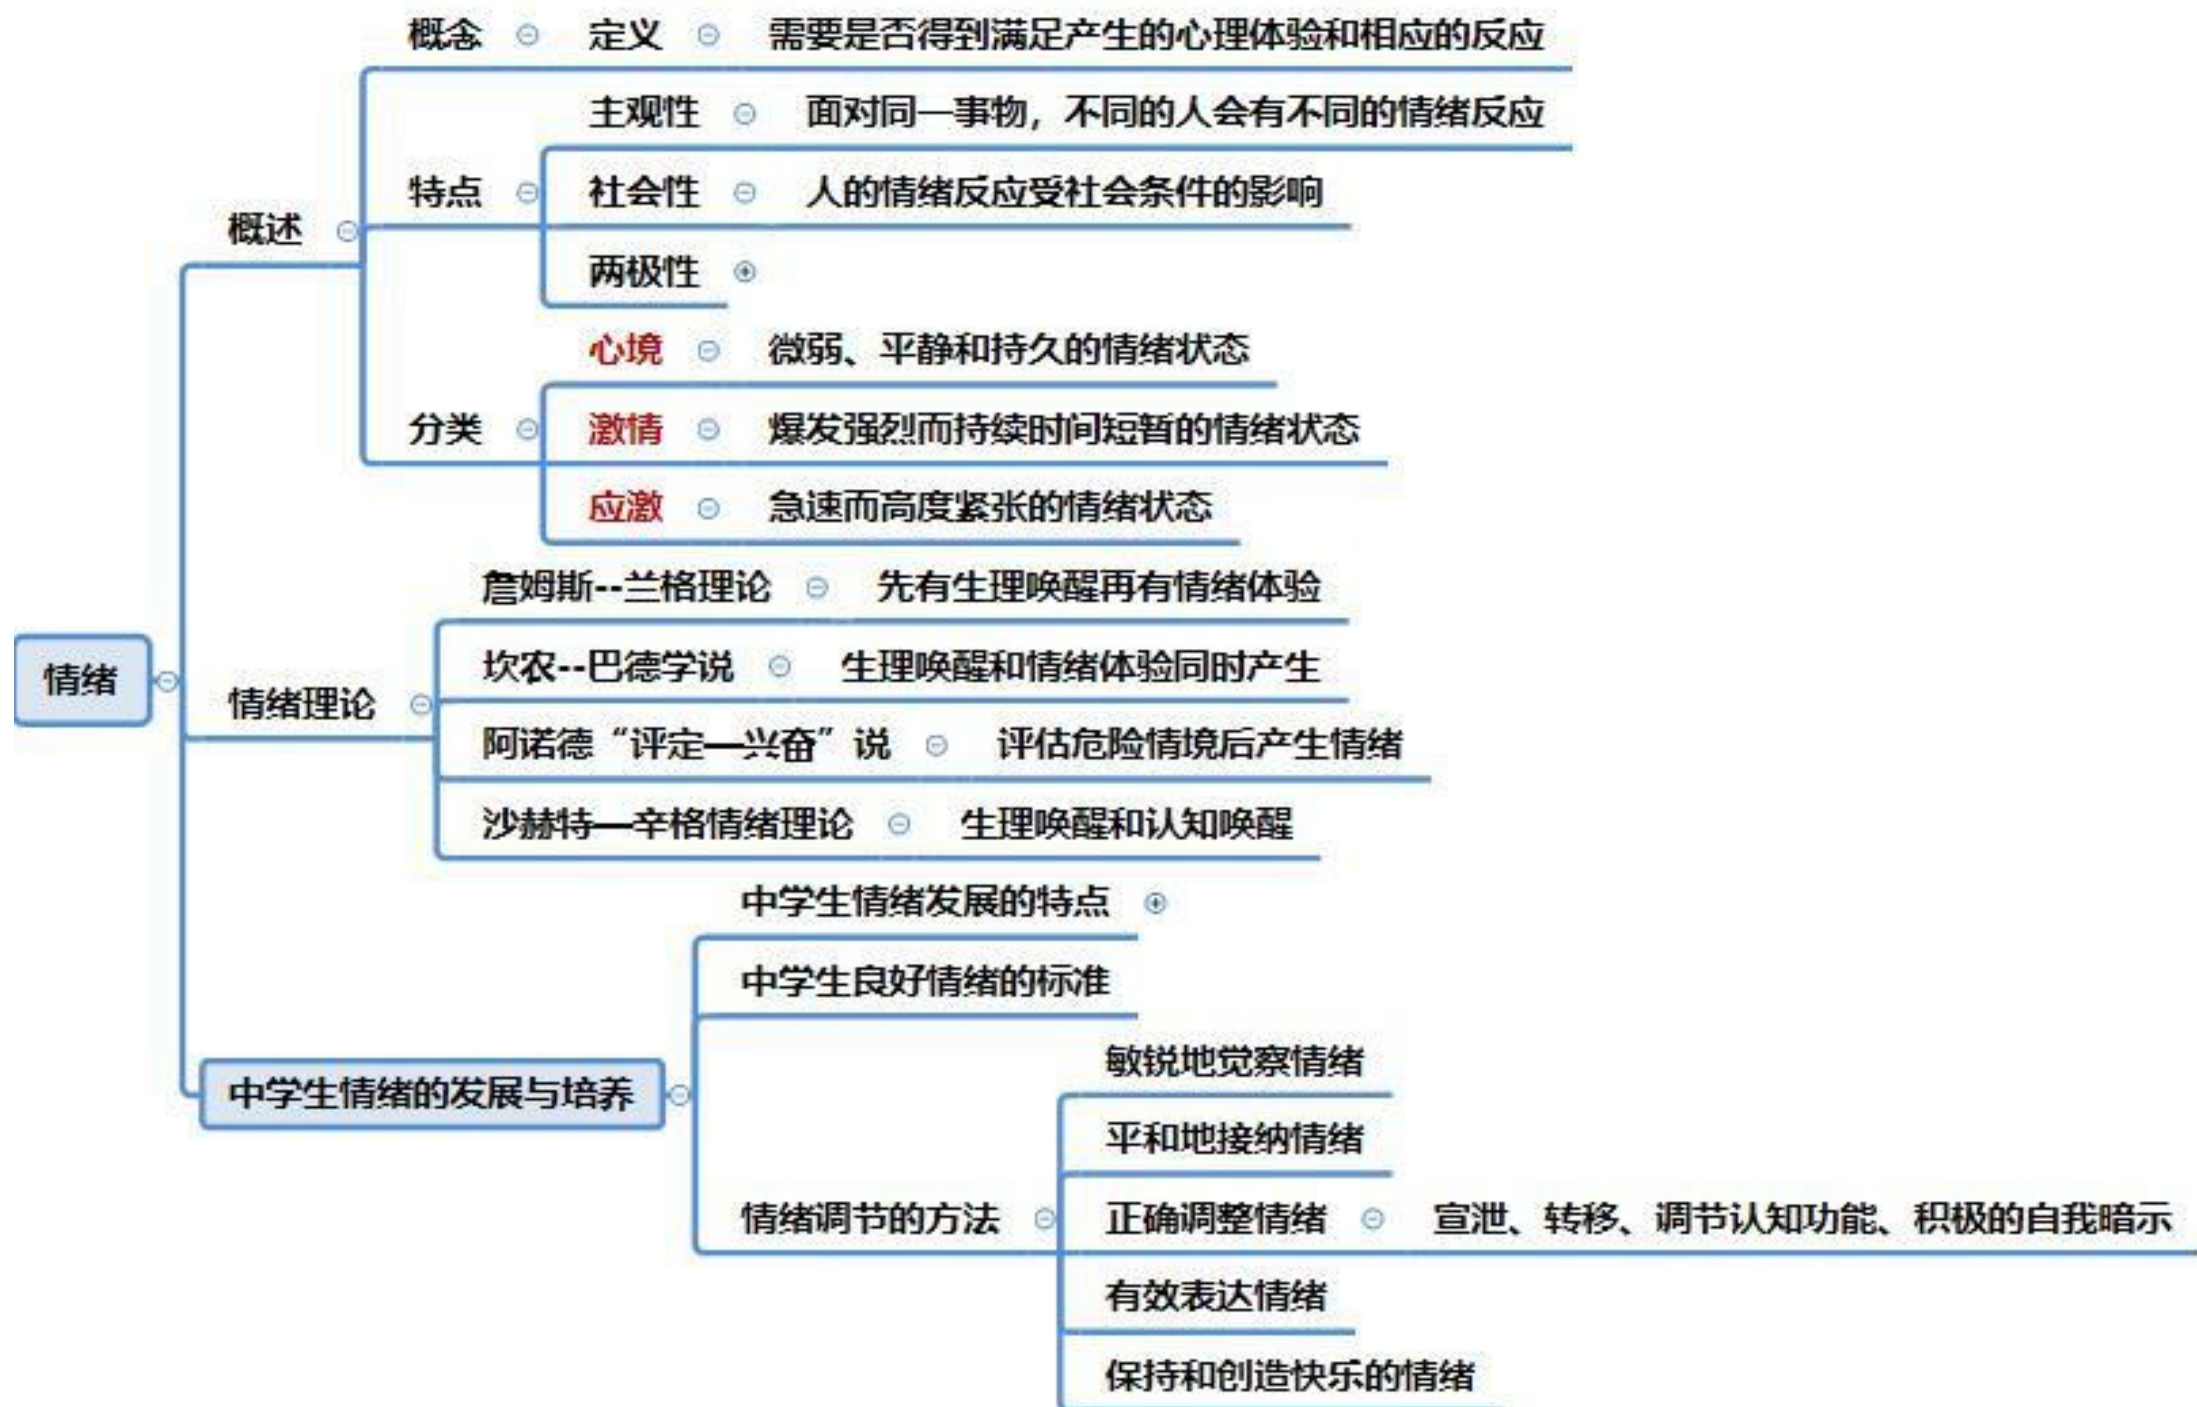 概念 定义 需要是否得到满足产生的心理体验和相应的反应
主观性 面对同一事物，不同的人会有不同的情绪反应
特点 社会性 人的情绪反应受社会条件的影响
概述
两极性
心境 微弱、平静和持久的情绪状态
分类 激情 爆发强烈而持续时间短暂的情绪状态
应激 急速而高度紧张的情绪状态
詹姆斯--兰格理论 先有生理唤醒再有情绪体验
坎农--巴德学说 生理唤醒和情绪体验同时产生
情绪
情绪理论
阿诺德“评定—兴奋”说 评估危险情境后产生情绪
沙赫特—辛格情绪理论 生理唤醒和认知唤醒
中学生情绪发展的特点
中学生良好情绪的标准
敏锐地觉察情绪
中学生情绪的发展与培养
平和地接纳情绪
情绪调节的方法 正确调整情绪 宣泄、转移、调节认知功能、积极的自我暗示
有效表达情绪
保持和创造快乐的情绪